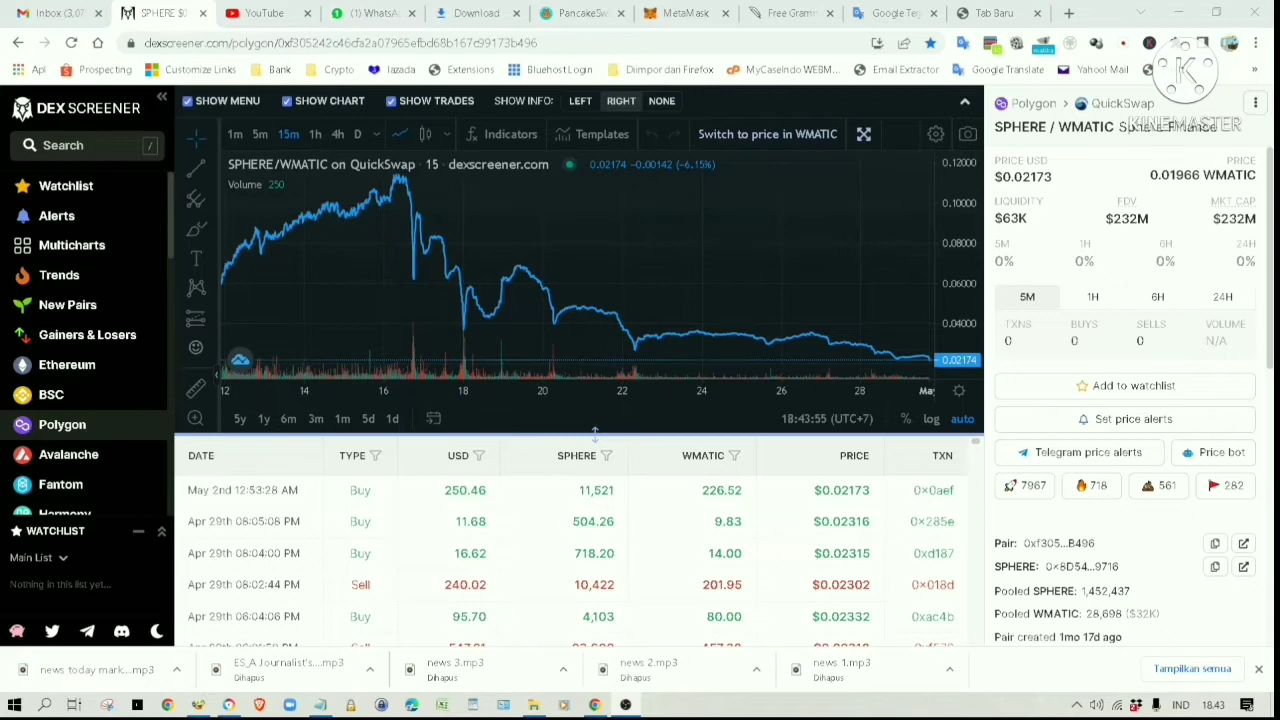 Inbox (3,07
SPHERE $0
YouTube
(1) WhatsA
Download
PancakeSw
MetaMask
Free Gramm
Google Te
Tab Baru
dexscreener.com/polygon/0xf305242c46cfa2a07965efbd68b167c99173b496
Apl
Prospecting
Customize Links
Bank
Crypto
lazada
Extensions
Bluehost Login
Diimpor dari Firefox
MyCaseIndo WEBM...
Email Extractor
Google Translate
Yahoo! Mail
KINEMASTER
DEX SCREENER
Search /
Watchlist
Alerts
Multicharts
Trends
New Pairs
Gainers & Losers
Ethereum
BSC
Polygon
Avalanche
Fantom
Harmony
WATCHLIST
Main List
Nothing in this list yet...
SHOW MENU SHOW CHART SHOW TRADES SHOW INFO: LEFT RIGHT NONE
1m 5m 15m 1h 4h D Indicators Templates Switch to price in WMATIC
SPHERE/WMATIC on QuickSwap · 15 · dexscreener.com 0.02174 −0.00142 (−6.15%)
Volume 250
0.12000
0.10000
0.08000
0.06000
0.04000
0.02174
12 14 16 18 20 22 24 26 28 May
5y 1y 6m 3m 1m 5d 1d 18:43:55 (UTC+7) % log auto
DATE TYPE USD SPHERE WMATIC PRICE TXN
May 2nd 12:53:28 AM Buy 250.46 11,521 226.52 $0.02173 0x0aef
Apr 29th 08:05:08 PM Buy 11.68 504.26 9.83 $0.02316 0x285e
Apr 29th 08:04:00 PM Buy 16.62 718.20 14.00 $0.02315 0xd187
Apr 29th 08:02:44 PM Sell 240.02 10,422 201.95 $0.02302 0x018d
Apr 29th 06:04:06 PM Buy 95.70 4,103 80.00 $0.02332 0xac4b
Polygon > QuickSwap
SPHERE / WMATIC Sphere Finance
PRICE USD PRICE
$0.02173 0.01966 WMATIC
LIQUIDITY FDV MKT CAP
$63K $232M $232M
5M 1H 6H 24H
0% 0% 0% 0%
5M 1H 6H 24H
TXNS BUYS SELLS VOLUME
0 0 0 N/A
Add to watchlist
Set price alerts
Telegram price alerts Price bot
7967 718 561 282
Pair: 0xf305...B496
SPHERE: 0x8D54...9716
Pooled SPHERE: 1,452,437
Pooled WMATIC: 28,698 ($32K)
Pair created 1mo 17d ago
news today mark....mp3
ES_A Journalist's....mp3
Dihapus
news 3.mp3
Dihapus
news 2.mp3
Dihapus
news 1.mp3
Dihapus
Tampilkan semua
IND 18.43